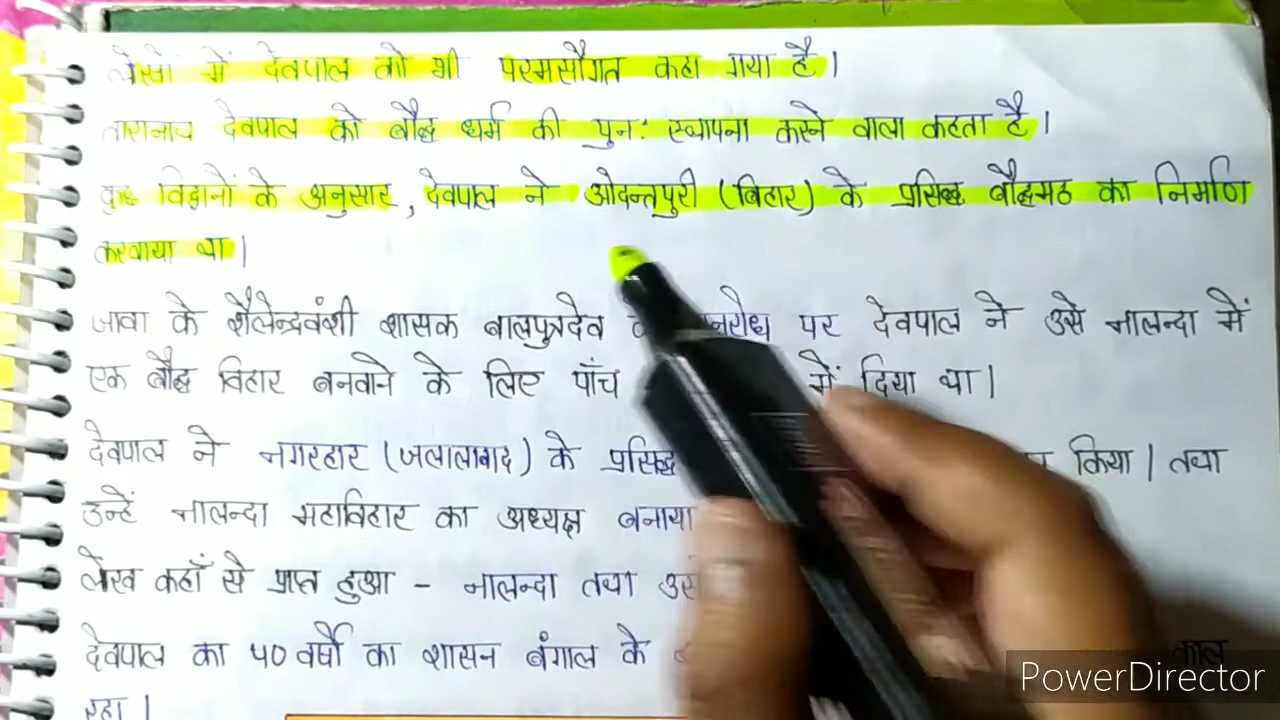 लेखों में देवपाल को भी परमसौगत कहा गया है।
तारानाथ देवपाल को बौद्ध धर्म की पुनः स्थापना करने वाला कहता है।
कुछ विद्वानों के अनुसार, देवपाल ने ओदन्तपुरी (बिहार) के प्रसिद्ध बौद्धमठ का निर्माण
करवाया था।
जावा के शैलेन्द्रवंशी शासक बालपुत्रदेव के अनुरोध पर देवपाल ने उसे नालन्दा में
एक बौद्ध विहार बनवाने के लिए पाँच में दिया था।
देवपाल ने नगरहार (जलालाबाद) के प्रसिद्ध किया। तथा
उन्हें नालन्दा महाविहार का अध्यक्ष बनाया
लेख कहाँ से प्राप्त हुआ - नालन्दा तथा
देवपाल का 40 वर्षों का शासन बंगाल के काल
रहा।
PowerDirector